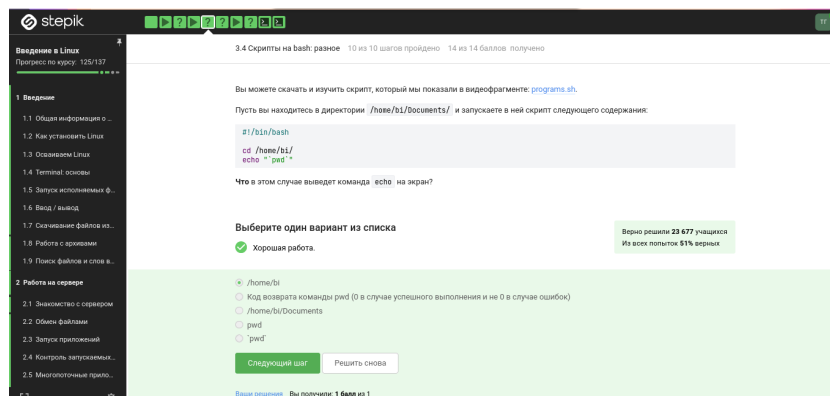 stepik
? ? ? ?
ТГ
Введение в Linux
Прогресс по курсу: 125/137
3.4 Скрипты на bash: разное 10 из 10 шагов пройдено 14 из 14 баллов получено
1 Введение
1.1 Общая информация о ...
1.2 Как установить Linux
1.3 Осваиваем Linux
1.4 Terminal: основы
1.5 Запуск исполняемых ф...
1.6 Ввод / вывод
1.7 Скачивание файлов из...
1.8 Работа с архивами
1.9 Поиск файлов и слов в...
2 Работа на сервере
2.1 Знакомство с сервером
2.2 Обмен файлами
2.3 Запуск приложений
2.4 Контроль запускаемых...
2.5 Многопоточные прило...
Вы можете скачать и изучить скрипт, который мы показали в видеофрагменте: programs.sh.
Пусть вы находитесь в директории /home/bi/Documents/ и запускаете в ней скрипт следующего содержания:
#!/bin/bash
cd /home/bi/
echo "`pwd`"
Что в этом случае выведет команда echo на экран?
Выберите один вариант из списка
Хорошая работа.
Верно решили 23 677 учащихся
Из всех попыток 51% верных
/home/bi
Код возврата команды pwd (0 в случае успешного выполнения и не 0 в случае ошибок)
/home/bi/Documents
pwd
`pwd`
Следующий шаг Решить снова
Ваши решения Вы получили: 1 балл из 1